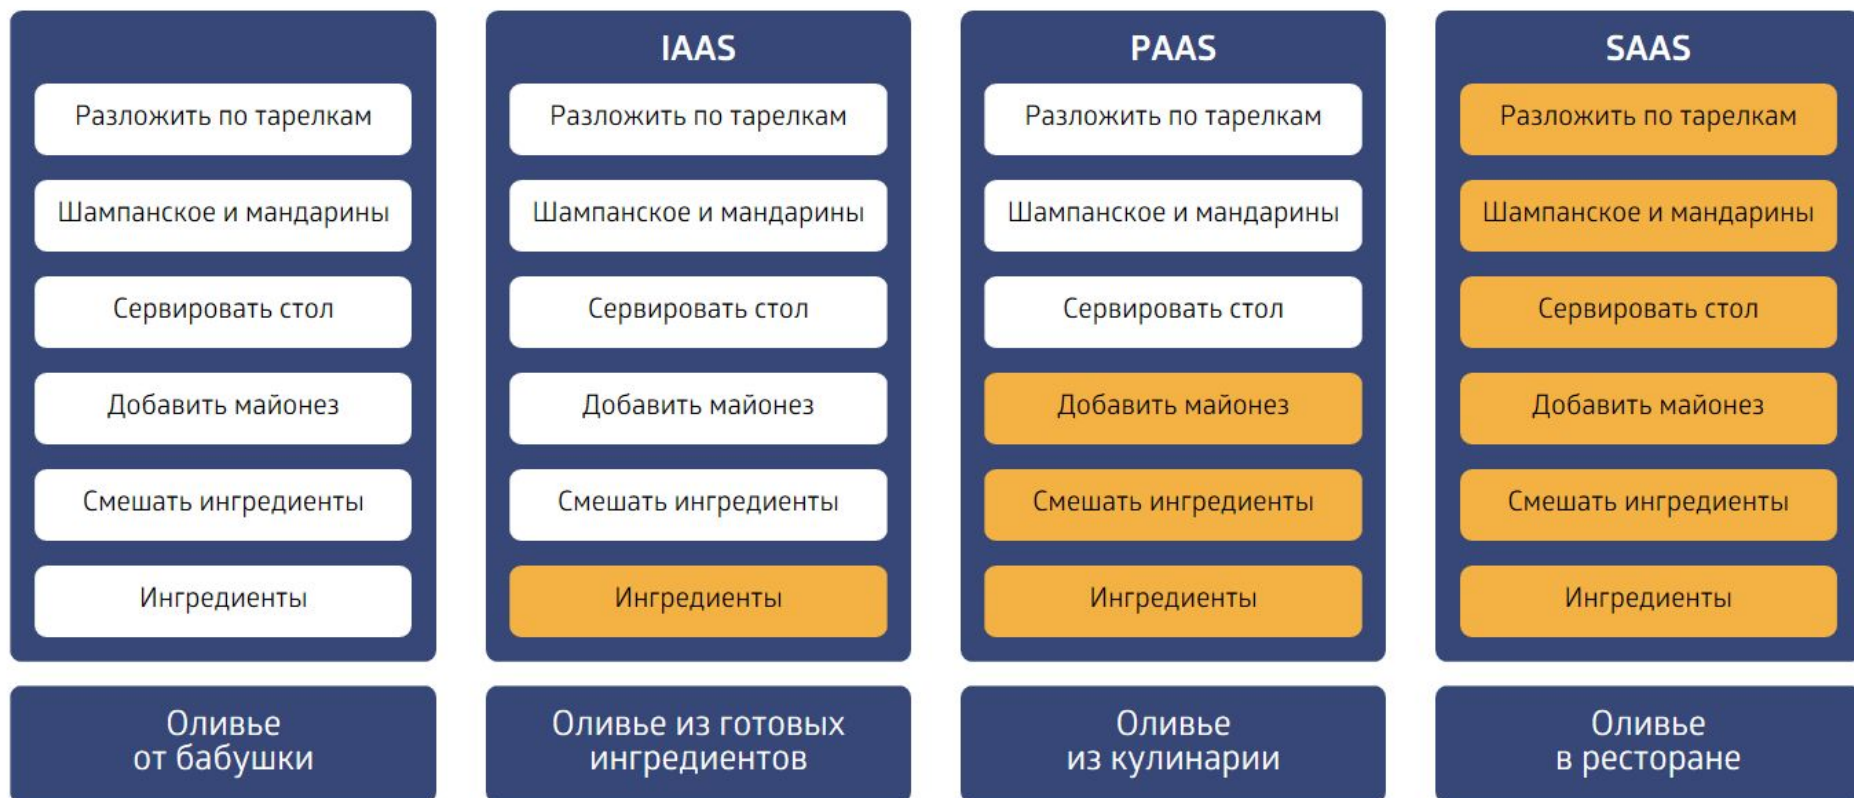 Разложить по тарелкам
Шампанское и мандарины
Сервировать стол
Добавить майонез
Смешать ингредиенты
Ингредиенты
Оливье
от бабушки
IAAS
Разложить по тарелкам
Шампанское и мандарины
Сервировать стол
Добавить майонез
Смешать ингредиенты
Ингредиенты
Оливье из готовых
ингредиентов
PAAS
Разложить по тарелкам
Шампанское и мандарины
Сервировать стол
Добавить майонез
Смешать ингредиенты
Ингредиенты
Оливье
из кулинарии
SAAS
Разложить по тарелкам
Шампанское и мандарины
Сервировать стол
Добавить майонез
Смешать ингредиенты
Ингредиенты
Оливье
в ресторане